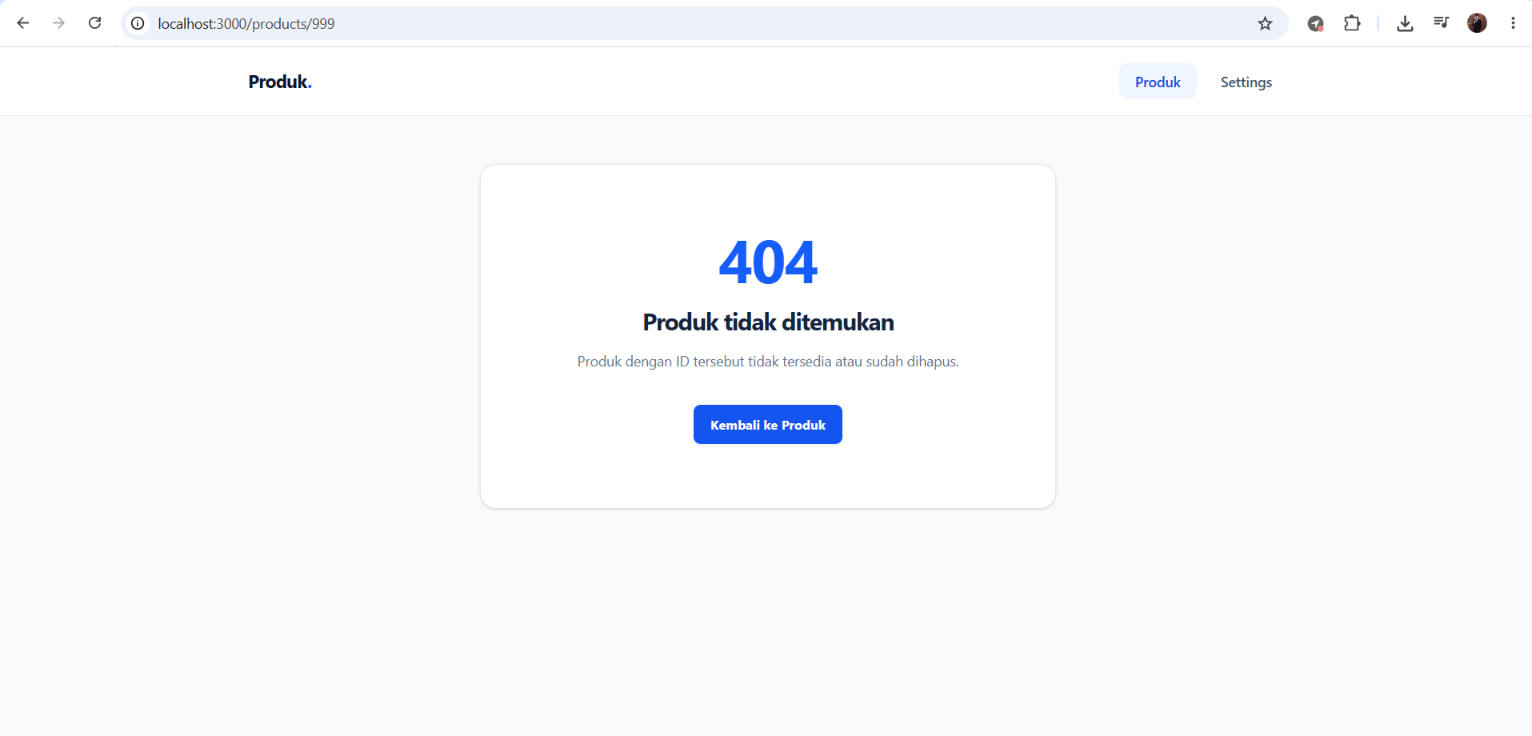 localhost:3000/products/999
Produk.
Produk
Settings
404
Produk tidak ditemukan
Produk dengan ID tersebut tidak tersedia atau sudah dihapus.
Kembali ke Produk